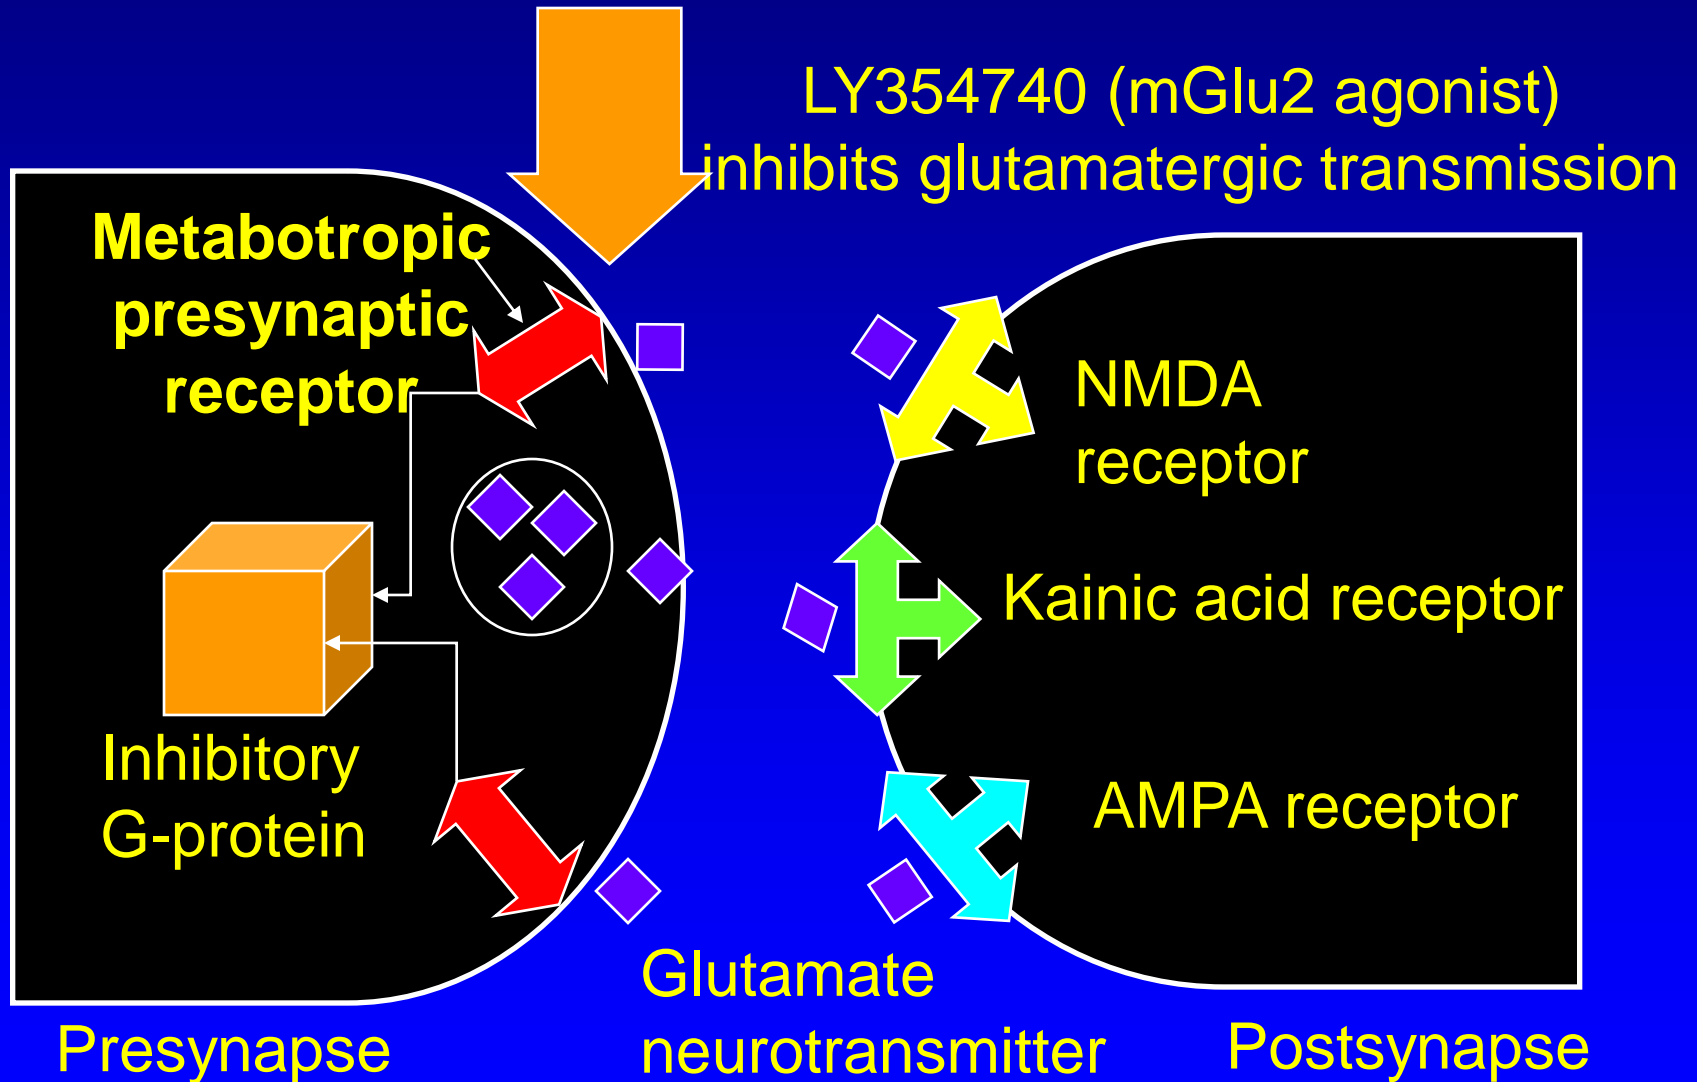 LY354740 (mGlu2 agonist)
inhibits glutamatergic transmission
Metabotropic
presynaptic
receptor
NMDA
receptor
Kainic acid receptor
Inhibitory
G-protein
AMPA receptor
Glutamate
neurotransmitter
Presynapse
Postsynapse